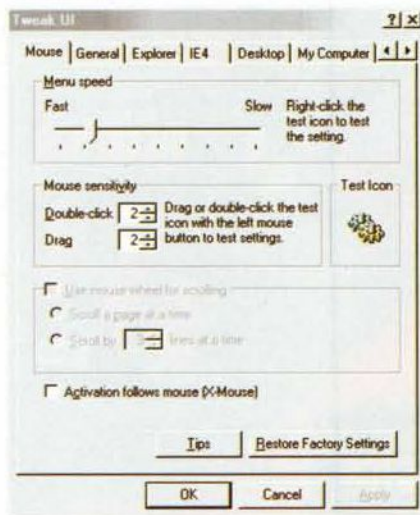 Tweak UI
Mouse General Explorer IE4 Desktop My Computer
Menu speed
Fast Slow
Right-click the
test icon to test
the setting.
Mouse sensitivity
Double-click 2
Drag 2
Drag or double-click the test
icon with the left mouse
button to test settings.
Test Icon
Use mouse wheel for scrolling
Scroll a page at a time
Scroll by 3 lines at a time
Activation follows mouse (X-Mouse)
Tips Restore Factory Settings
OK Cancel Apply